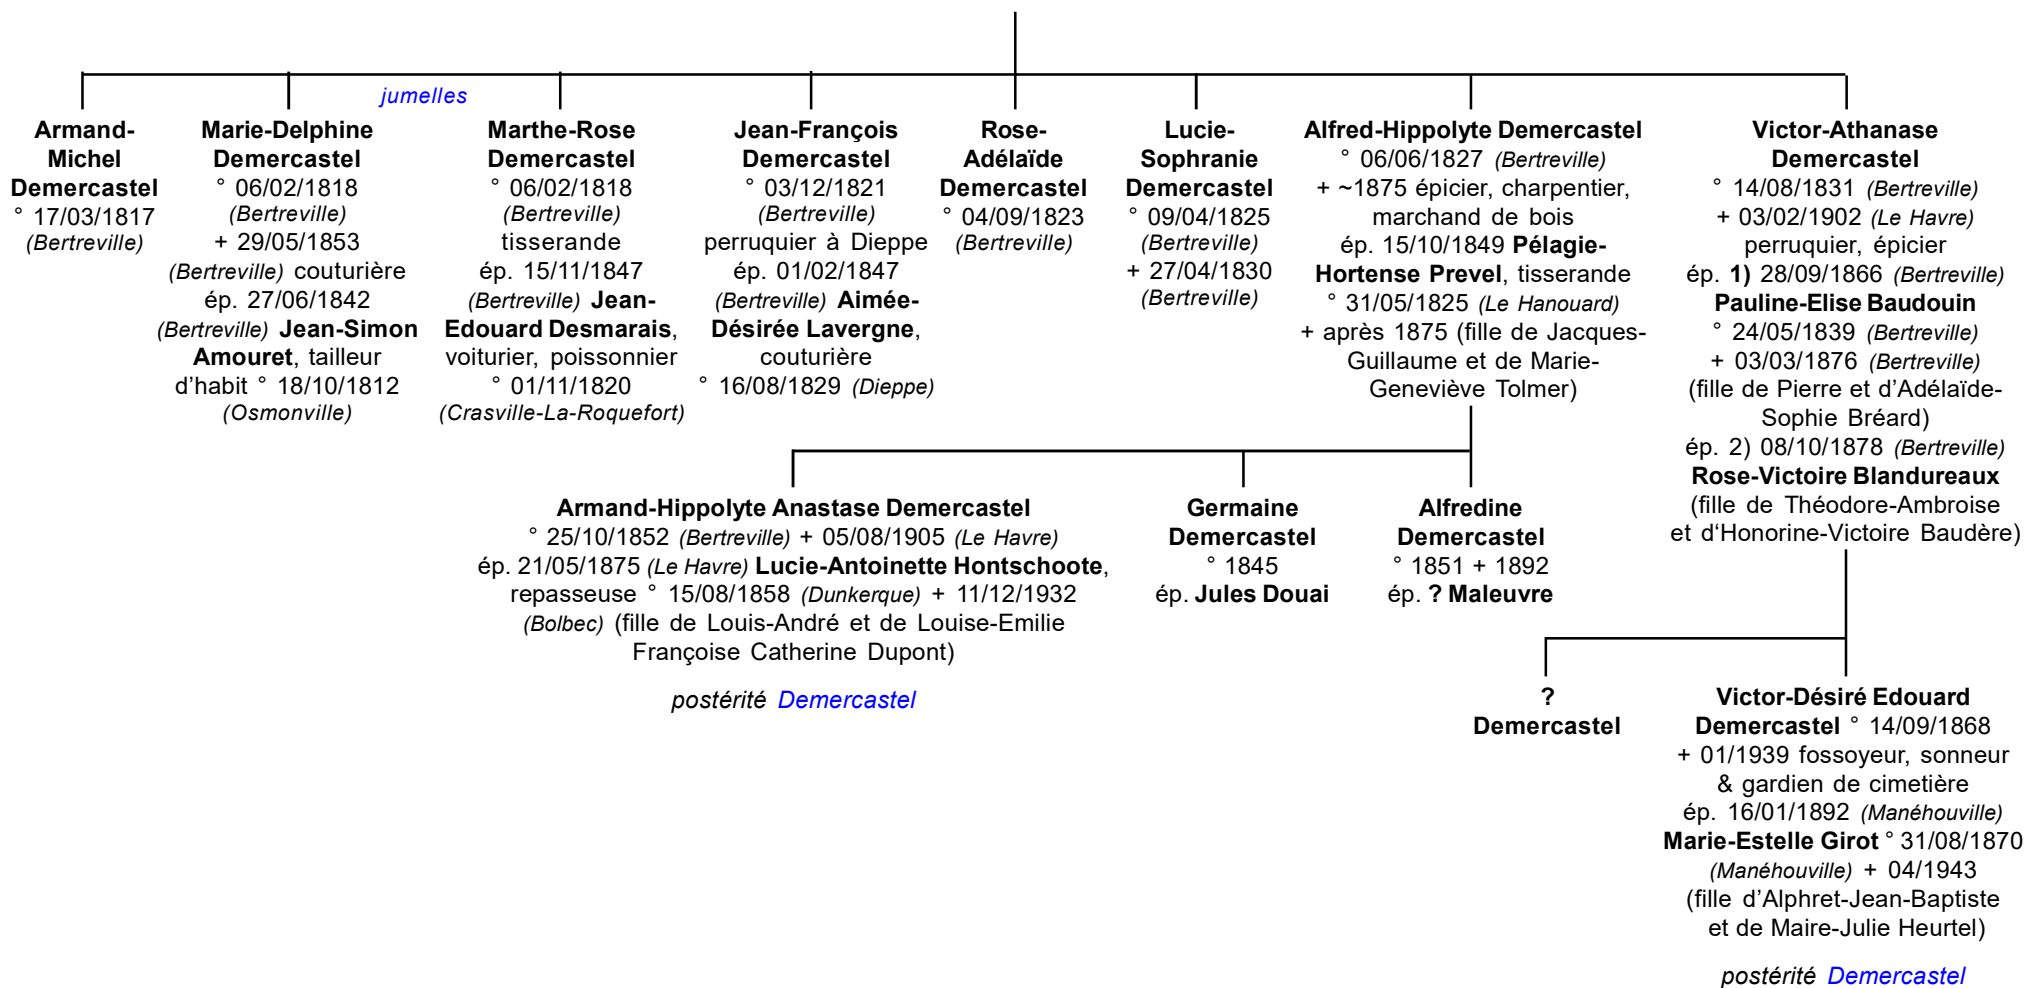 jumelles
Armand-
Michel
Demercastel
° 17/03/1817
(Bertreville)
Marie-Delphine
Demercastel
° 06/02/1818
(Bertreville)
+ 29/05/1853
(Bertreville) couturière
ép. 27/06/1842
(Bertreville) Jean-Simon
Amouret, tailleur
d'habit ° 18/10/1812
(Osmonville)
Marthe-Rose
Demercastel
° 06/02/1818
(Bertreville)
tisserande
ép. 15/11/1847
(Bertreville) Jean-
Edouard Desmarais,
voiturier, poissonnier
° 01/11/1820
(Crasville-La-Roquefort)
Jean-François
Demercastel
° 03/12/1821
(Bertreville)
perruquier à Dieppe
ép. 01/02/1847
(Bertreville) Aimée-
Désirée Lavergne,
couturière
° 16/08/1829 (Dieppe)
Rose-
Adélaïde
Demercastel
° 04/09/1823
(Bertreville)
Lucie-
Sophranie
Demercastel
° 09/04/1825
(Bertreville)
+ 27/04/1830
(Bertreville)
Alfred-Hippolyte Demercastel
° 06/06/1827 (Bertreville)
+ ~1875 épicier, charpentier,
marchand de bois
ép. 15/10/1849 Pélagie-
Hortense Prevel, tisserande
° 31/05/1825 (Le Hanouard)
+ après 1875 (fille de Jacques-
Guillaume et de Marie-
Geneviève Tolmer)
Victor-Athanase
Demercastel
° 14/08/1831 (Bertreville)
+ 03/02/1902 (Le Havre)
perruquier, épicier
ép. 1) 28/09/1866 (Bertreville)
Pauline-Elise Baudouin
° 24/05/1839 (Bertreville)
+ 03/03/1876 (Bertreville)
(fille de Pierre et d'Adélaïde-
Sophie Bréard)
ép. 2) 08/10/1878 (Bertreville)
Rose-Victoire Blandureaux
(fille de Théodore-Ambroise
et d'Honorine-Victoire Baudère)
Armand-Hippolyte Anastase Demercastel
° 25/10/1852 (Bertreville) + 05/08/1905 (Le Havre)
ép. 21/05/1875 (Le Havre) Lucie-Antoinette Hontschoote,
repasseuse ° 15/08/1858 (Dunkerque) + 11/12/1932
(Bolbec) (fille de Louis-André et de Louise-Emilie
Françoise Catherine Dupont)
postérité Demercastel
Germaine
Demercastel
° 1845
ép. Jules Douai
Alfredine
Demercastel
° 1851 + 1892
ép. ? Maleuvre
?
Demercastel
Victor-Désiré Edouard
Demercastel ° 14/09/1868
+ 01/1939 fossoyeur, sonneur
& gardien de cimetière
ép. 16/01/1892 (Manéhouville)
Marie-Estelle Girot ° 31/08/1870
(Manéhouville) + 04/1943
(fille d'Alphret-Jean-Baptiste
et de Maire-Julie Heurtel)
postérité Demercastel